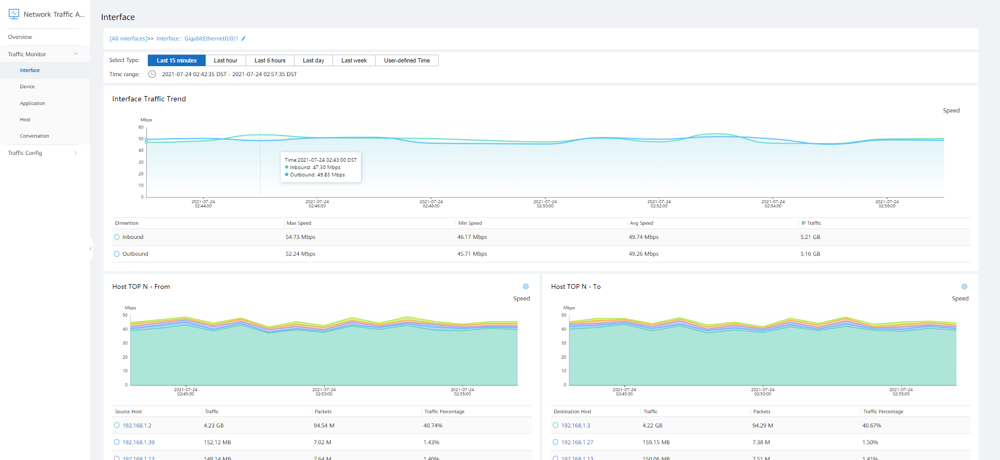 Network Traffic A...
Overview
Traffic Monitor
Interface
Device
Application
Host
Conversation
Traffic Config
Interface
[All interfaces]>> Interface: GigabitEthernet0/0/1
Select Type: Last 15 minutes Last hour Last 6 hours Last day Last week User-defined Time
Time range: 2021-07-24 02:42:35 DST - 2021-07-24 02:57:35 DST
Interface Traffic Trend
Speed
Mbps
60
50
40
30
20
10
0
Time:2021-07-24 02:43:00 DST
Inbound: 47.30 Mbps
Outbound: 49.83 Mbps
2021-07-24 2021-07-24 2021-07-24 2021-07-24 2021-07-24 2021-07-24 2021-07-24
02:44:00 02:46:00 02:48:00 02:50:00 02:52:00 02:54:00 02:56:00
Dimention Max Speed Min Speed Avg Speed IP Traffic
Inbound 54.73 Mbps 46.17 Mbps 49.74 Mbps 5.21 GB
Outbound 52.24 Mbps 45.71 Mbps 49.26 Mbps 5.16 GB
Host TOP N - From
Speed
Mbps
50
40
30
20
10
0
2021-07-24 2021-07-24 2021-07-24
02:45:00 02:50:00 02:55:00
Source Host Traffic Packets Traffic Percentage
192.168.1.2 4.23 GB 94.54 M 40.74%
192.168.1.39 152.12 MB 7.02 M 1.43%
192.168.1.13 149.14 MB 7.64 M 1.40%
Host TOP N - To
Speed
Mbps
50
40
30
20
10
0
2021-07-24 2021-07-24 2021-07-24
02:45:00 02:50:00 02:55:00
Destination Host Traffic Packets Traffic Percentage
192.168.1.3 4.22 GB 94.29 M 40.67%
192.168.1.27 159.15 MB 7.38 M 1.50%
192.168.1.13 150.06 MB 7.51 M 1.41%